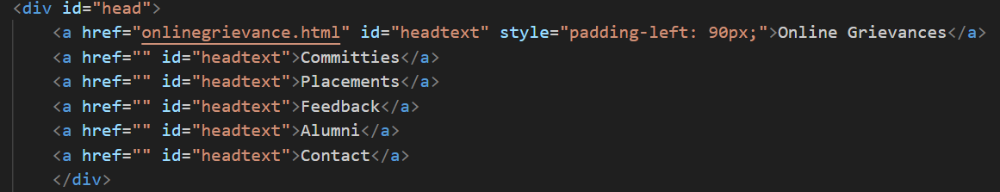 <div id="head">
<a href="onlinegrievance.html" id="headtext" style="padding-left: 90px;">Online Grievances</a>
<a href="" id="headtext">Committies</a>
<a href="" id="headtext">Placements</a>
<a href="" id="headtext">Feedback</a>
<a href="" id="headtext">Alumni</a>
<a href="" id="headtext">Contact</a>
</div>